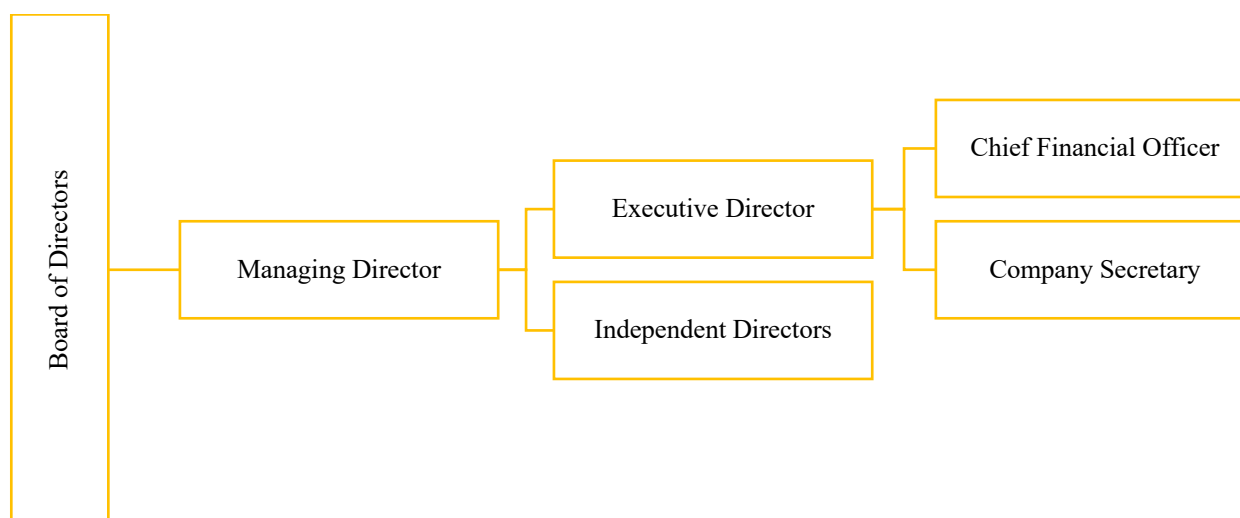 Board of Directors
Managing Director
Executive Director
Independent Directors
Chief Financial Officer
Company Secretary